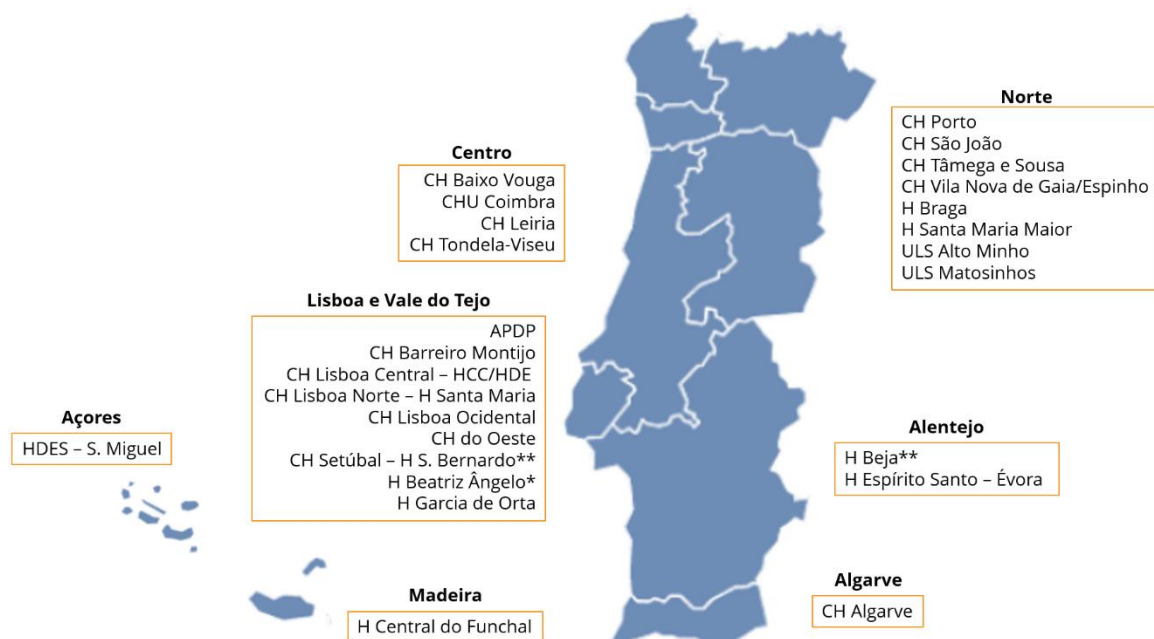 Norte
CH Porto
CH São João
CH Tâmega e Sousa
CH Vila Nova de Gaia/Espinho
H Braga
H Santa Maria Maior
ULS Alto Minho
ULS Matosinhos
Centro
CH Baixo Vouga
CHU Coimbra
CH Leiria
CH Tondela-Viseu
Lisboa e Vale do Tejo
APDP
CH Barreiro Montijo
CH Lisboa Central – HCC/HDE
CH Lisboa Norte – H Santa Maria
CH Lisboa Ocidental
CH do Oeste
CH Setúbal – H S. Bernardo**
H Beatriz Ângelo*
H Garcia de Orta
Açores
HDES – S. Miguel
Alentejo
H Beja**
H Espírito Santo – Évora
Algarve
CH Algarve
Madeira
H Central do Funchal